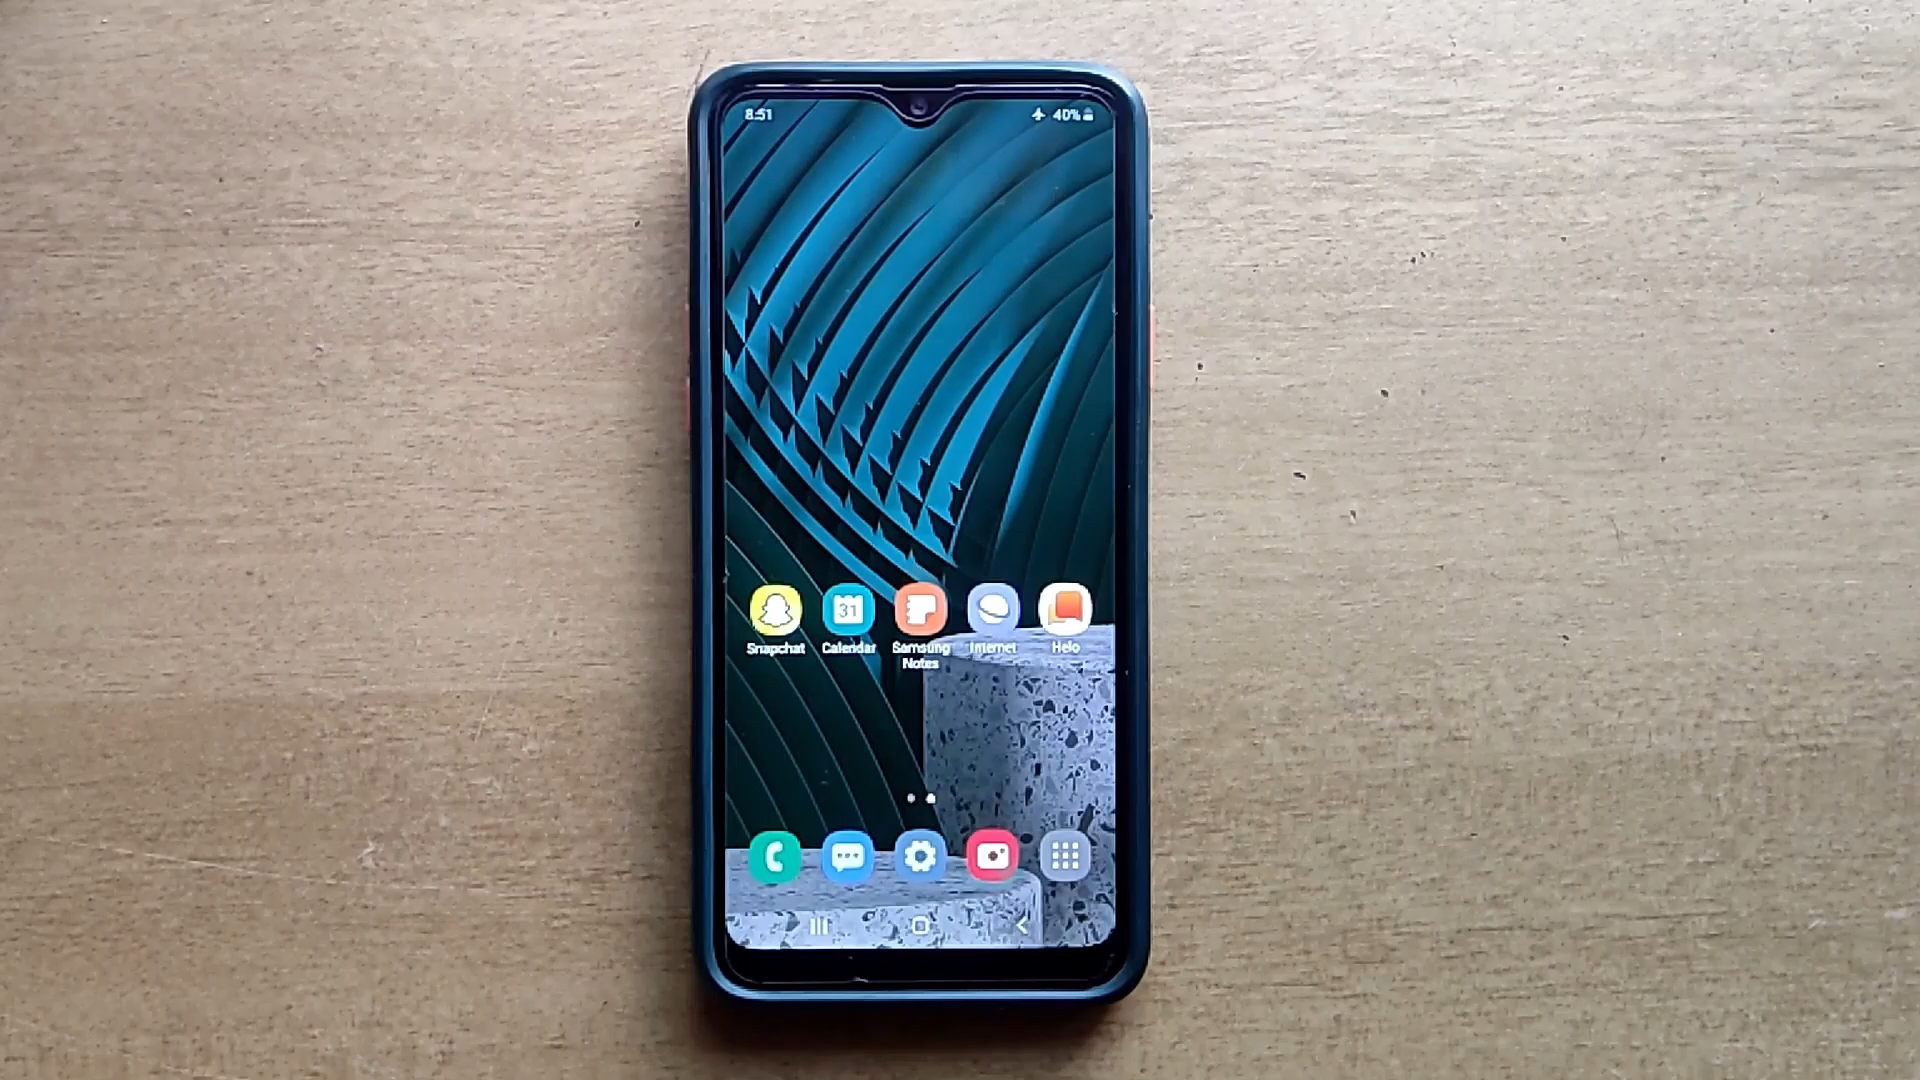 8:51
40%
31
Snapchat
Calendar
Samsung
Notes
Internet
Helo